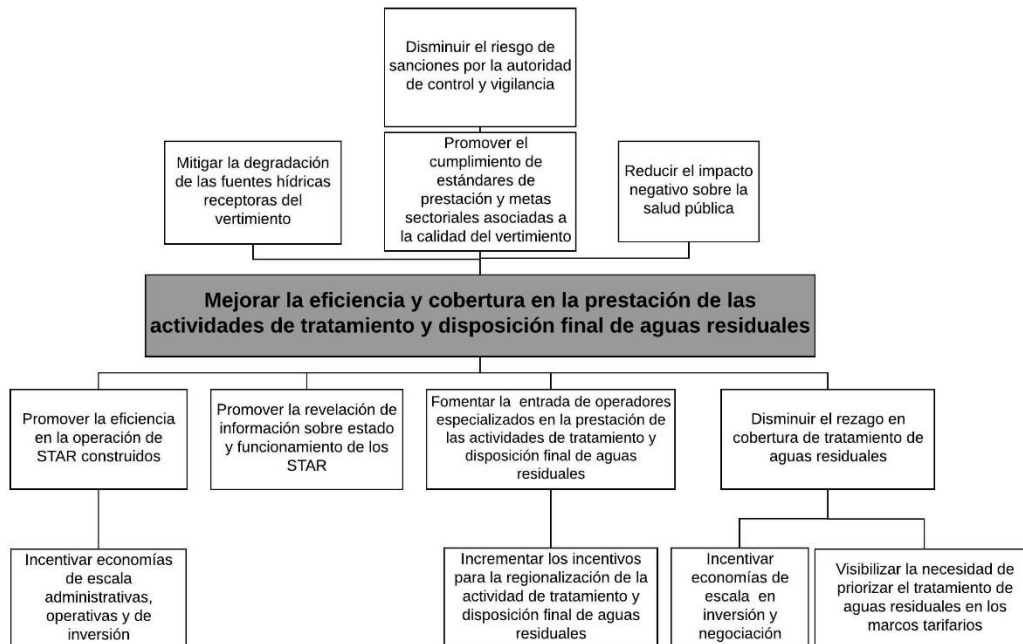 Disminuir el riesgo de
sanciones por la autoridad
de control y vigilancia
Mitigar la degradación
de las fuentes hídricas
receptoras del
vertimiento
Promover el
cumplimiento de
estándares de
prestación y metas
sectoriales asociadas a
la calidad del vertimiento
Reducir el impacto
negativo sobre la
salud pública
Mejorar la eficiencia y cobertura en la prestación de las
actividades de tratamiento y disposición final de aguas residuales
Promover la eficiencia
en la operación de
STAR construidos
Promover la revelación de
información sobre estado
y funcionamiento de los
STAR
Fomentar la entrada de operadores
especializados en la prestación de
las actividades de tratamiento y
disposición final de aguas
residuales
Disminuir el rezago en
cobertura de tratamiento de
aguas residuales
Incentivar economías
de escala
administrativas,
operativas y de
inversión
Incrementar los incentivos
para la regionalización de la
actividad de tratamiento y
disposición final de aguas
residuales
Incentivar
economías de
escala en
inversión y
negociación
Visibilizar la necesidad de
priorizar el tratamiento de
aguas residuales en los
marcos tarifarios